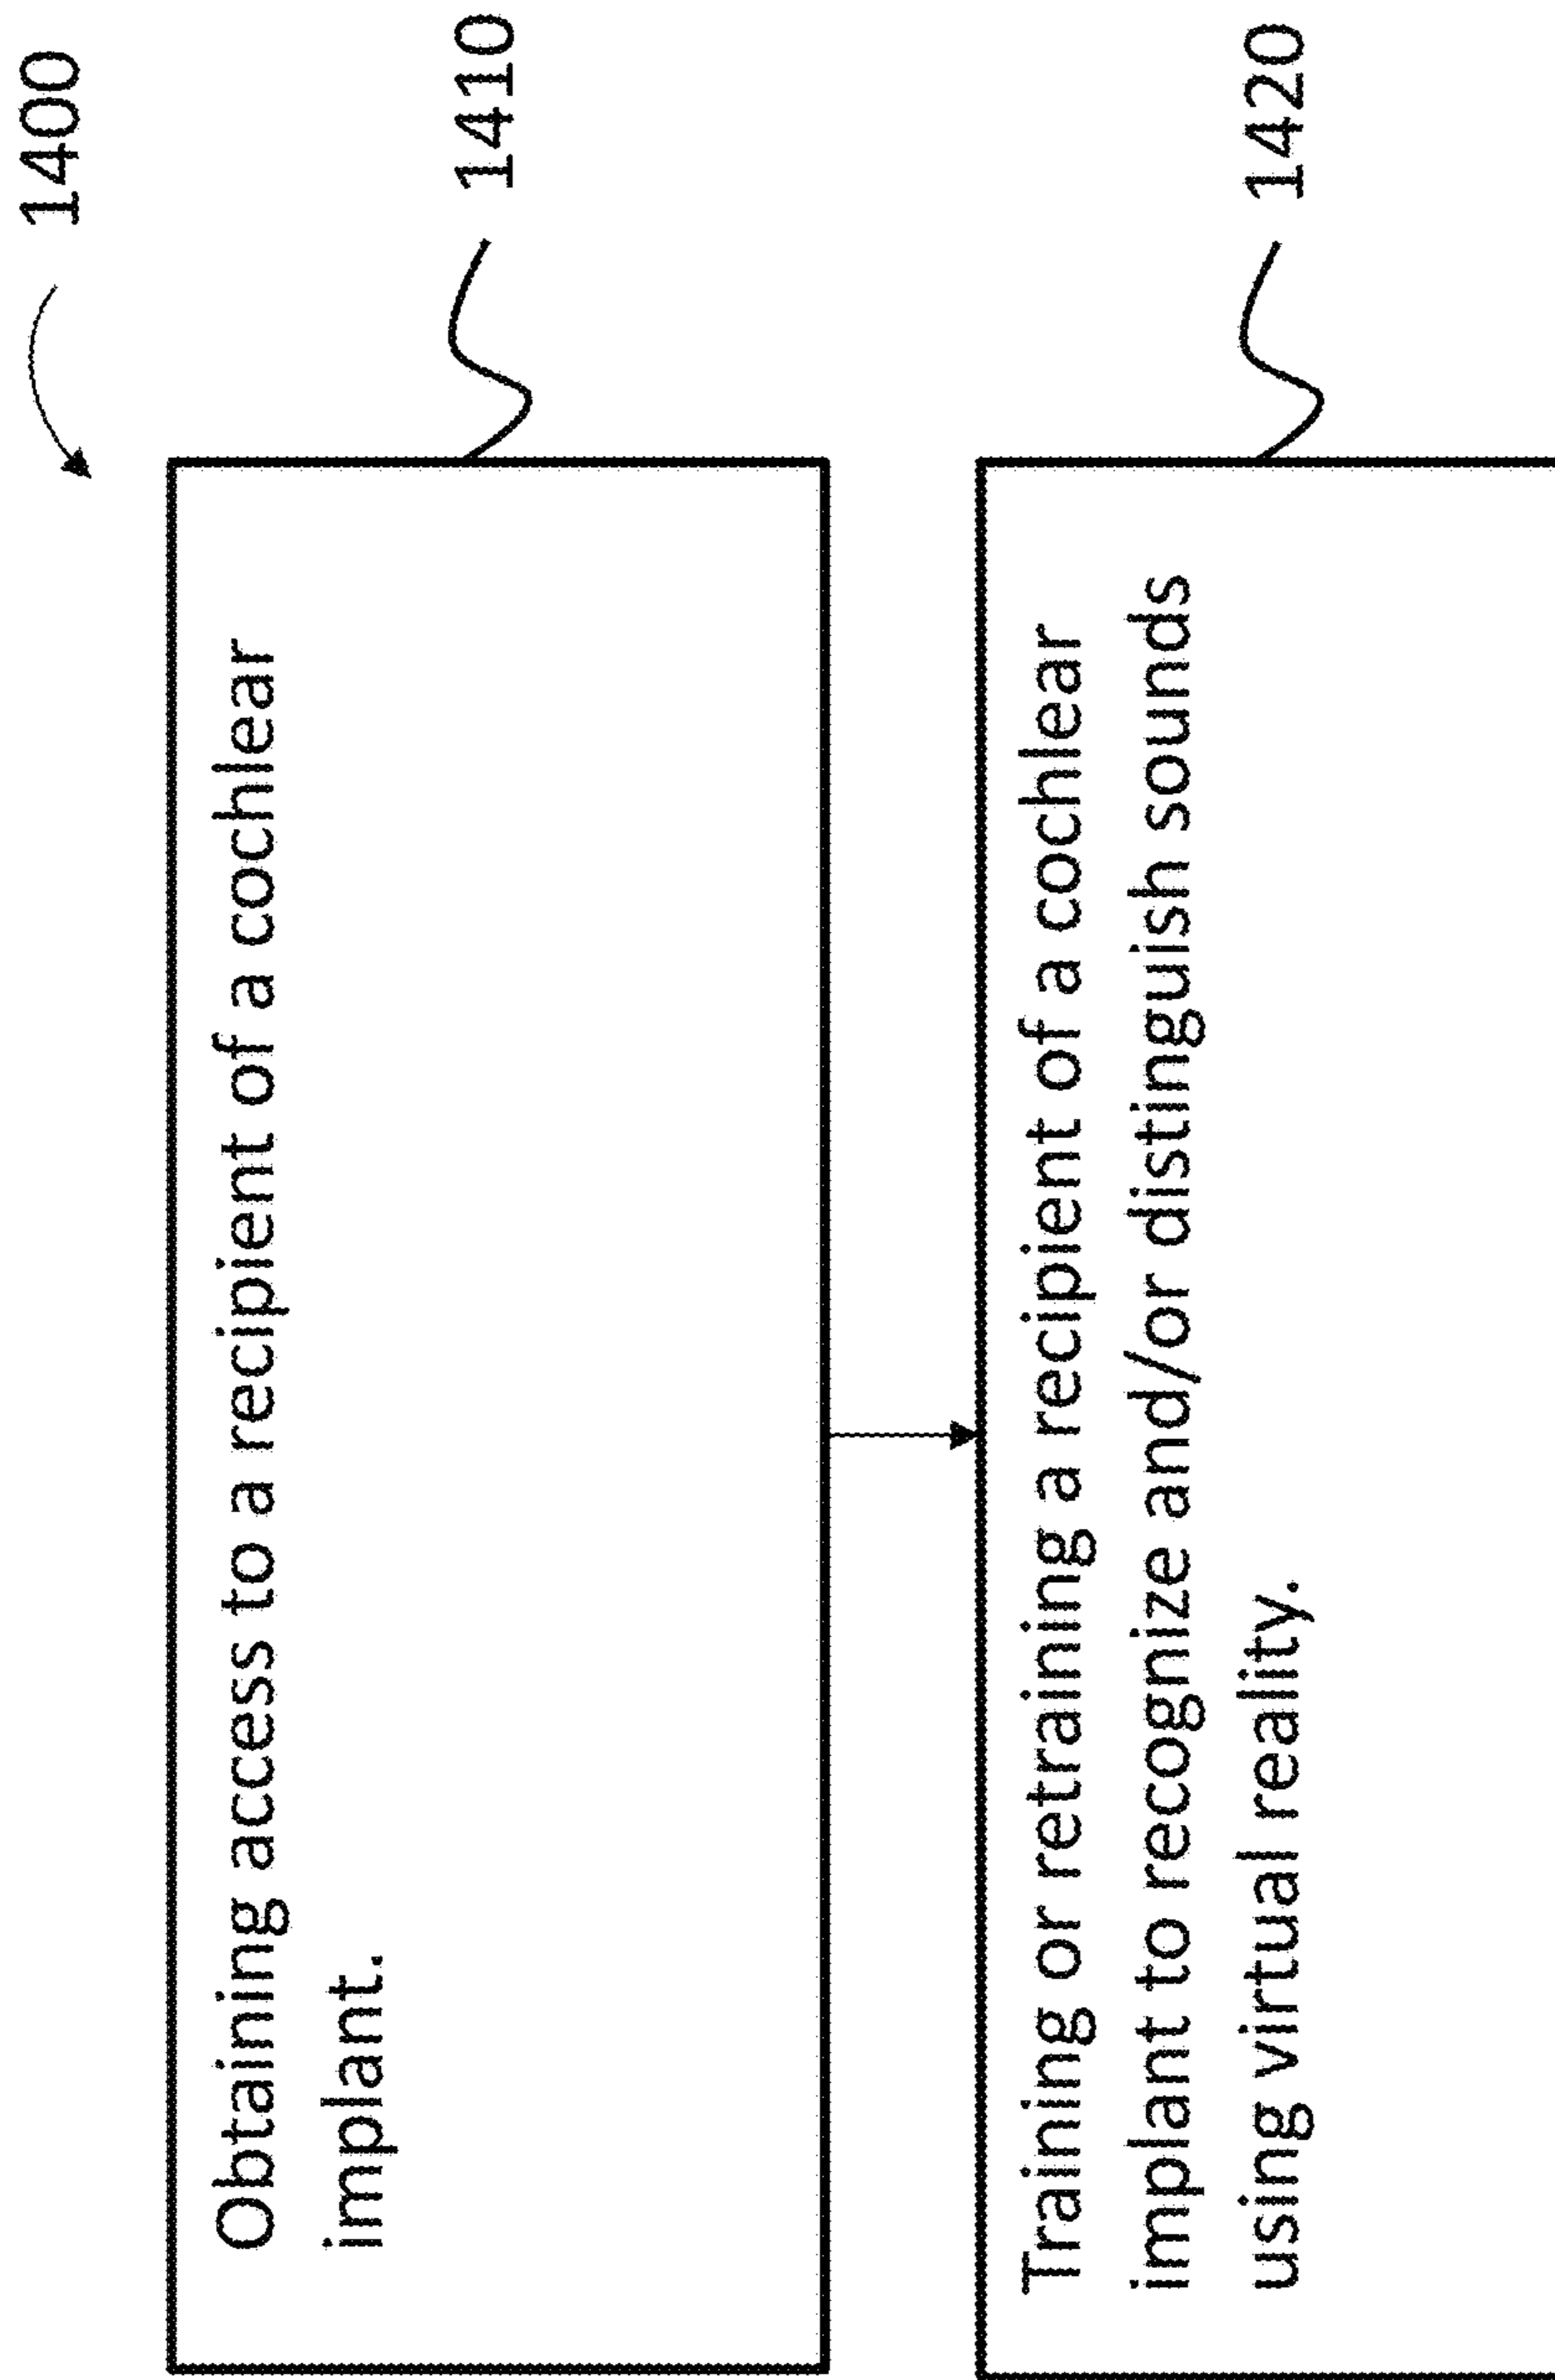 1400
Obtaining access to a recipient of a cochlear
implant.
1410
Training or retraining a recipient of a cochlear
implant to recognize and/or distinguish sounds
using virtual reality.
1420